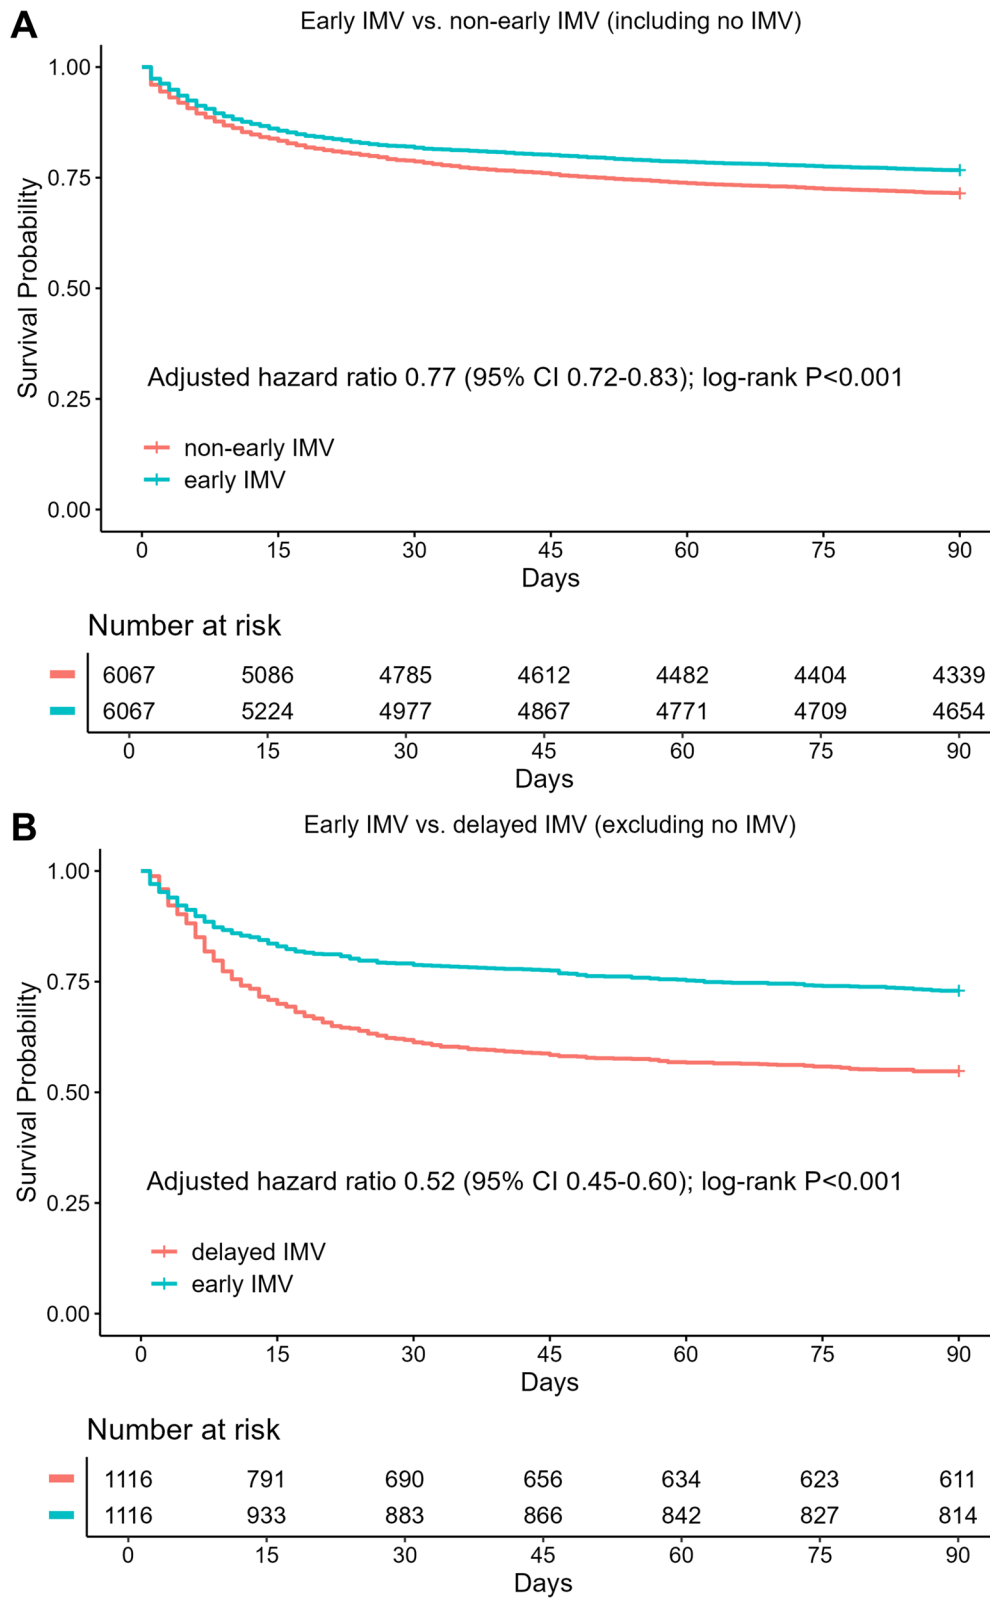 A
Early IMV vs. non-early IMV (including no IMV)
Survival Probability
1.00
0.75
0.50
0.25
0.00
Adjusted hazard ratio 0.77 (95% CI 0.72-0.83); log-rank P<0.001
non-early IMV
early IMV
0 15 30 45 60 75 90
Days
Number at risk
6067 5086 4785 4612 4482 4404 4339
6067 5224 4977 4867 4771 4709 4654
0 15 30 45 60 75 90
Days
B
Early IMV vs. delayed IMV (excluding no IMV)
Survival Probability
1.00
0.75
0.50
0.25
0.00
Adjusted hazard ratio 0.52 (95% CI 0.45-0.60); log-rank P<0.001
delayed IMV
early IMV
0 15 30 45 60 75 90
Days
Number at risk
1116 791 690 656 634 623 611
1116 933 883 866 842 827 814
0 15 30 45 60 75 90
Days